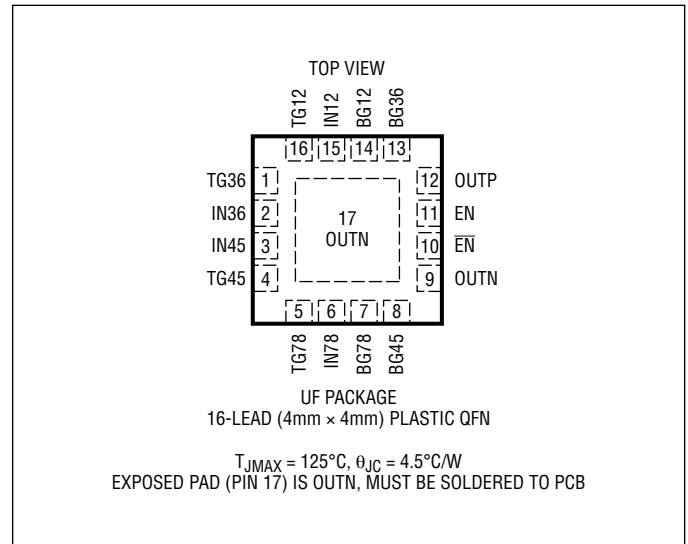 TOP VIEW
TG12
IN12
BG12
BG36
16 15 14 13
TG36 1
IN36 2
IN45 3
TG45 4
12 OUTP
11 EN
10 E̅N̅
9 OUTN
17
OUTN
5 6 7 8
TG78
IN78
BG78
BG45
UF PACKAGE
16-LEAD (4mm × 4mm) PLASTIC QFN
TJMAX = 125°C, θJC = 4.5°C/W
EXPOSED PAD (PIN 17) IS OUTN, MUST BE SOLDERED TO PCB